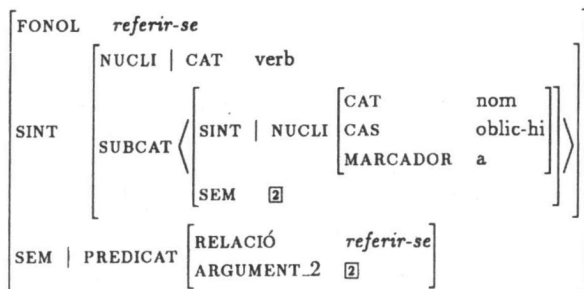 FONOL referir-se
NUCLI | CAT verb
CAT nom
SINT SUBCAT ⟨ SINT | NUCLI CAS oblic-hi ⟩
MARCADOR a
SEM 2
SEM | PREDICAT RELACIÓ referir-se
ARGUMENT_2 2